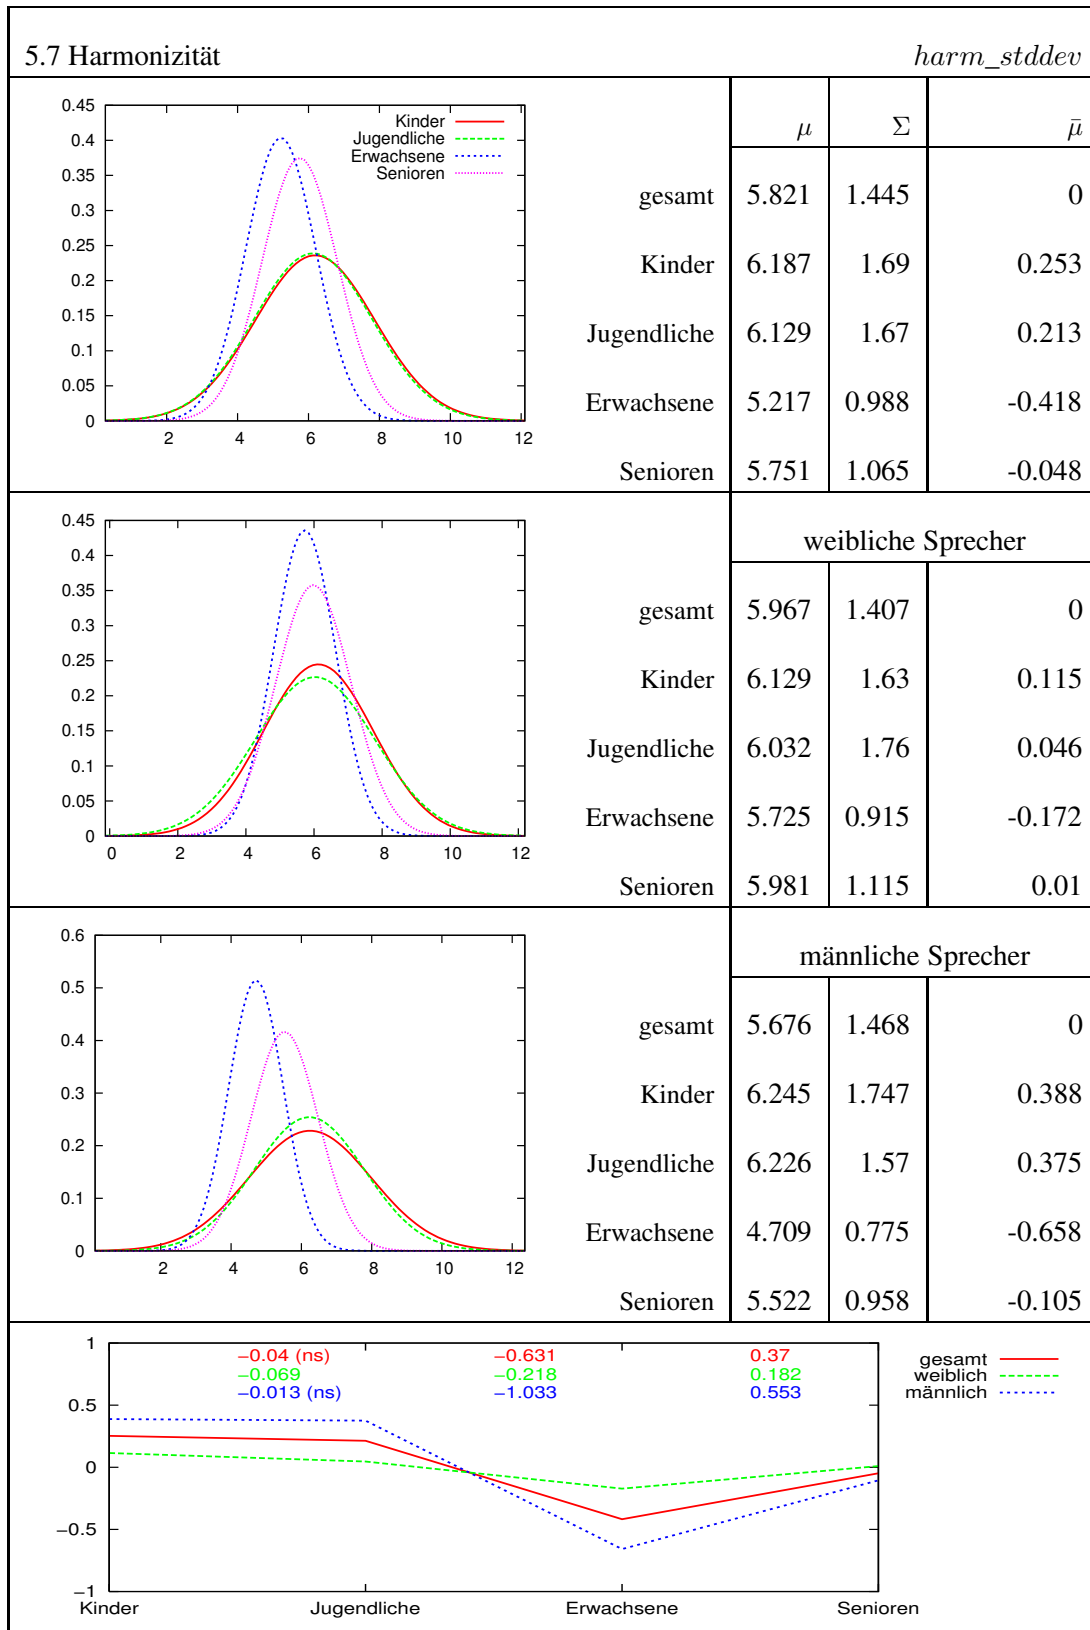 5.7 Harmonizität harm_stddev
μ Σ μ̄
gesamt 5.821 1.445 0
Kinder 6.187 1.69 0.253
Jugendliche 6.129 1.67 0.213
Erwachsene 5.217 0.988 -0.418
Senioren 5.751 1.065 -0.048
0.45
0.4
0.35
0.3
0.25
0.2
0.15
0.1
0.05
0
2 4 6 8 10 12
Kinder
Jugendliche
Erwachsene
Senioren
weibliche Sprecher
gesamt 5.967 1.407 0
Kinder 6.129 1.63 0.115
Jugendliche 6.032 1.76 0.046
Erwachsene 5.725 0.915 -0.172
Senioren 5.981 1.115 0.01
0.45
0.4
0.35
0.3
0.25
0.2
0.15
0.1
0.05
0
0 2 4 6 8 10 12
männliche Sprecher
gesamt 5.676 1.468 0
Kinder 6.245 1.747 0.388
Jugendliche 6.226 1.57 0.375
Erwachsene 4.709 0.775 -0.658
Senioren 5.522 0.958 -0.105
0.6
0.5
0.4
0.3
0.2
0.1
0
2 4 6 8 10 12
1
0.5
0
−0.5
−1
−0.04 (ns) −0.631 0.37
−0.069 −0.218 0.182
−0.013 (ns) −1.033 0.553
gesamt
weiblich
männlich
Kinder Jugendliche Erwachsene Senioren